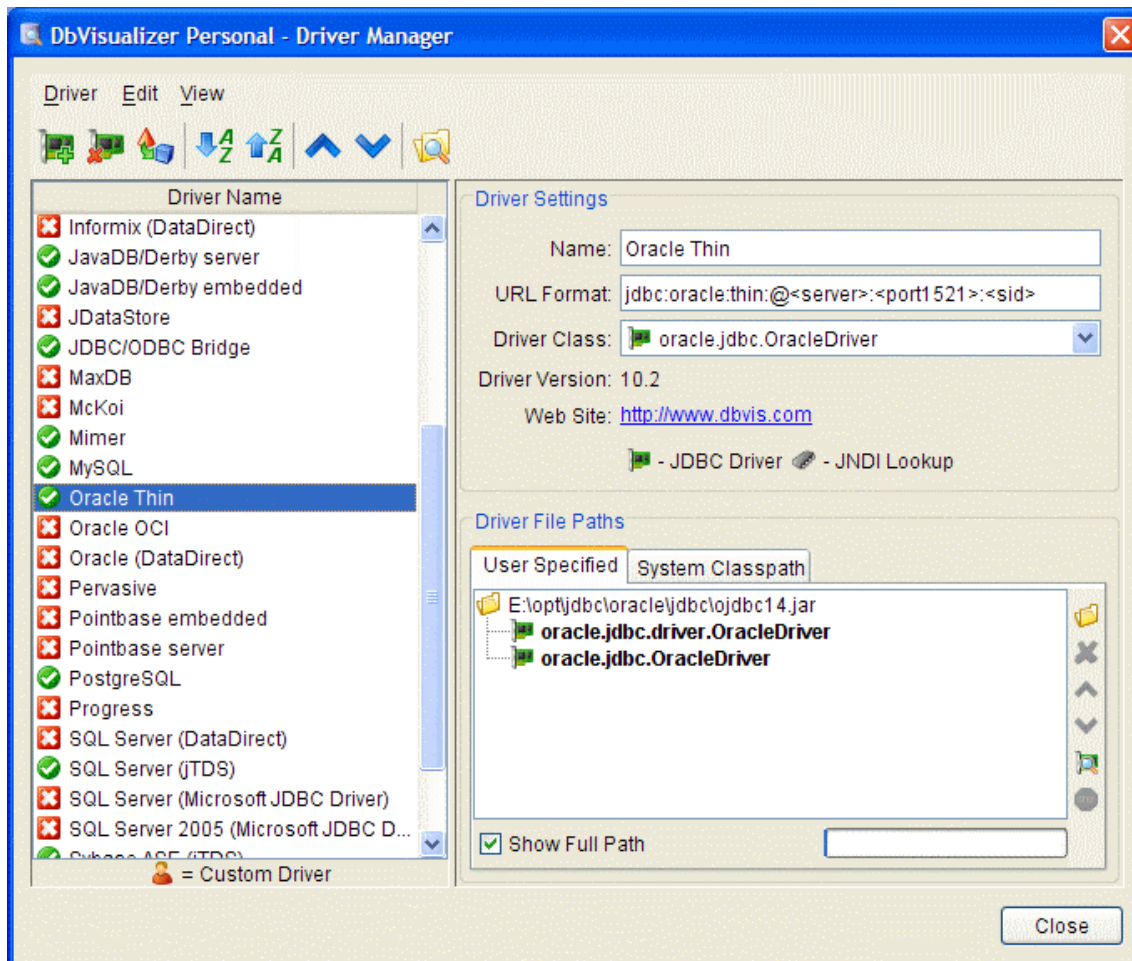 DbVisualizer Personal - Driver Manager
Driver Edit View
Driver Name
Informix (DataDirect)
JavaDB/Derby server
JavaDB/Derby embedded
JDataStore
JDBC/ODBC Bridge
MaxDB
McKoi
Mimer
MySQL
Oracle Thin
Oracle OCI
Oracle (DataDirect)
Pervasive
Pointbase embedded
Pointbase server
PostgreSQL
Progress
SQL Server (DataDirect)
SQL Server (jTDS)
SQL Server (Microsoft JDBC Driver)
SQL Server 2005 (Microsoft JDBC D...
Sybase ASE (jTDS)
= Custom Driver
Driver Settings
Name: Oracle Thin
URL Format: jdbc:oracle:thin:@<server>:<port1521>:<sid>
Driver Class: oracle.jdbc.OracleDriver
Driver Version: 10.2
Web Site: http://www.dbvis.com
- JDBC Driver - JNDI Lookup
Driver File Paths
User Specified System Classpath
E:\opt\jdbc\oracle\jdbc\ojdbc14.jar
oracle.jdbc.driver.OracleDriver
oracle.jdbc.OracleDriver
Show Full Path
Close